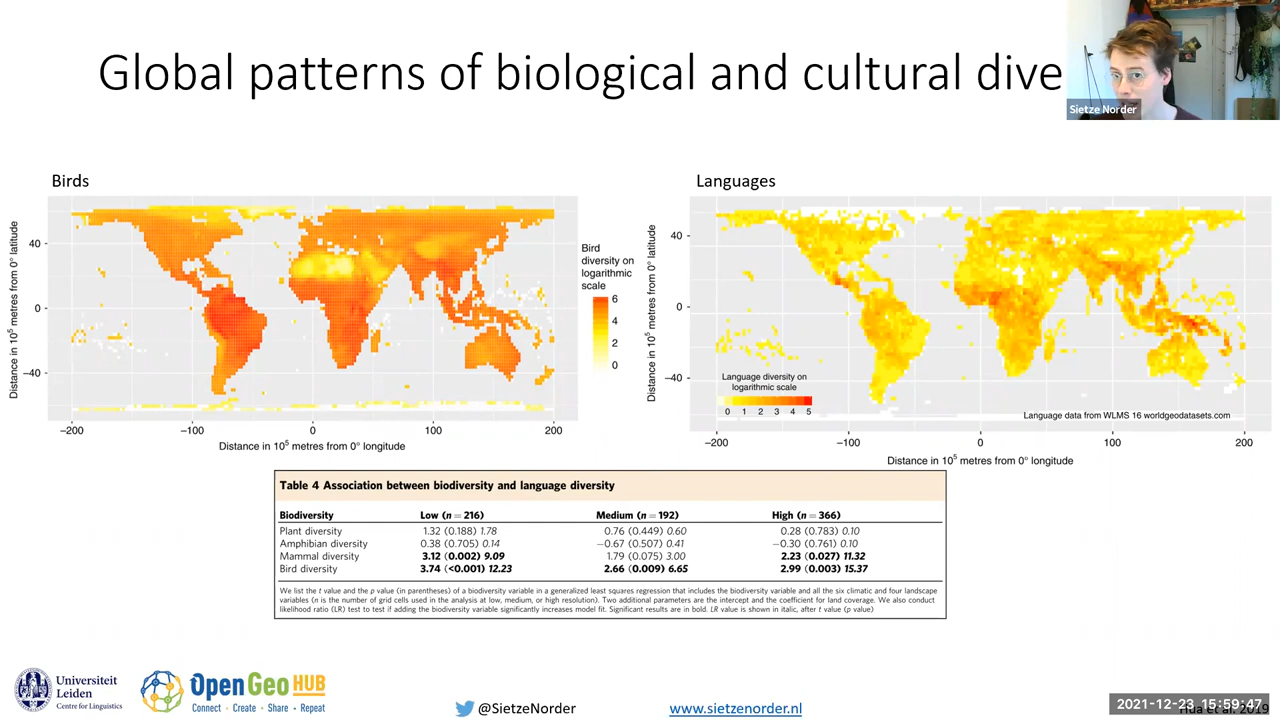 Global patterns of biological and cultural dive
Sietze Norder
Birds
Distance in 10⁵ metres from 0° latitude
40
0
−40
−200
−100
0
100
200
Distance in 10⁵ metres from 0° longitude
Bird
diversity on
logarithmic
scale
6
4
2
0
Languages
Distance in 10⁵ metres from 0° latitude
40
0
−40
Language diversity on
logarithmic scale
0 1 2 3 4 5
Language data from WLMS 16 worldgeodatasets.com
−200
−100
0
100
200
Distance in 10⁵ metres from 0° longitude
Table 4 Association between biodiversity and language diversity
Biodiversity Low (n = 216) Medium (n = 192) High (n = 366)
Plant diversity 1.32 (0.188) 1.78 0.76 (0.449) 0.60 0.28 (0.783) 0.10
Amphibian diversity 0.38 (0.705) 0.14 −0.67 (0.507) 0.41 −0.30 (0.761) 0.10
Mammal diversity 3.12 (0.002) 9.09 1.79 (0.075) 3.00 2.23 (0.027) 11.32
Bird diversity 3.74 (<0.001) 12.23 2.66 (0.009) 6.65 2.99 (0.003) 15.37
We list the t value and the p value (in parentheses) of a biodiversity variable in a generalized least squares regression that includes the biodiversity variable and all the six climatic and four landscape
variables (n is the number of grid cells used in the analysis at low, medium, or high resolution). Two additional parameters are the intercept and the coefficient for land coverage. We also conduct
likelihood ratio (LR) test to test if adding the biodiversity variable significantly increases model fit. Significant results are in bold. LR value is shown in italic, after t value (p value)
Universiteit
Leiden
Centre for Linguistics
OpenGeoHUB
Connect · Create · Share · Repeat
@SietzeNorder
www.sietzenorder.nl
2021-12-23 15:59:47